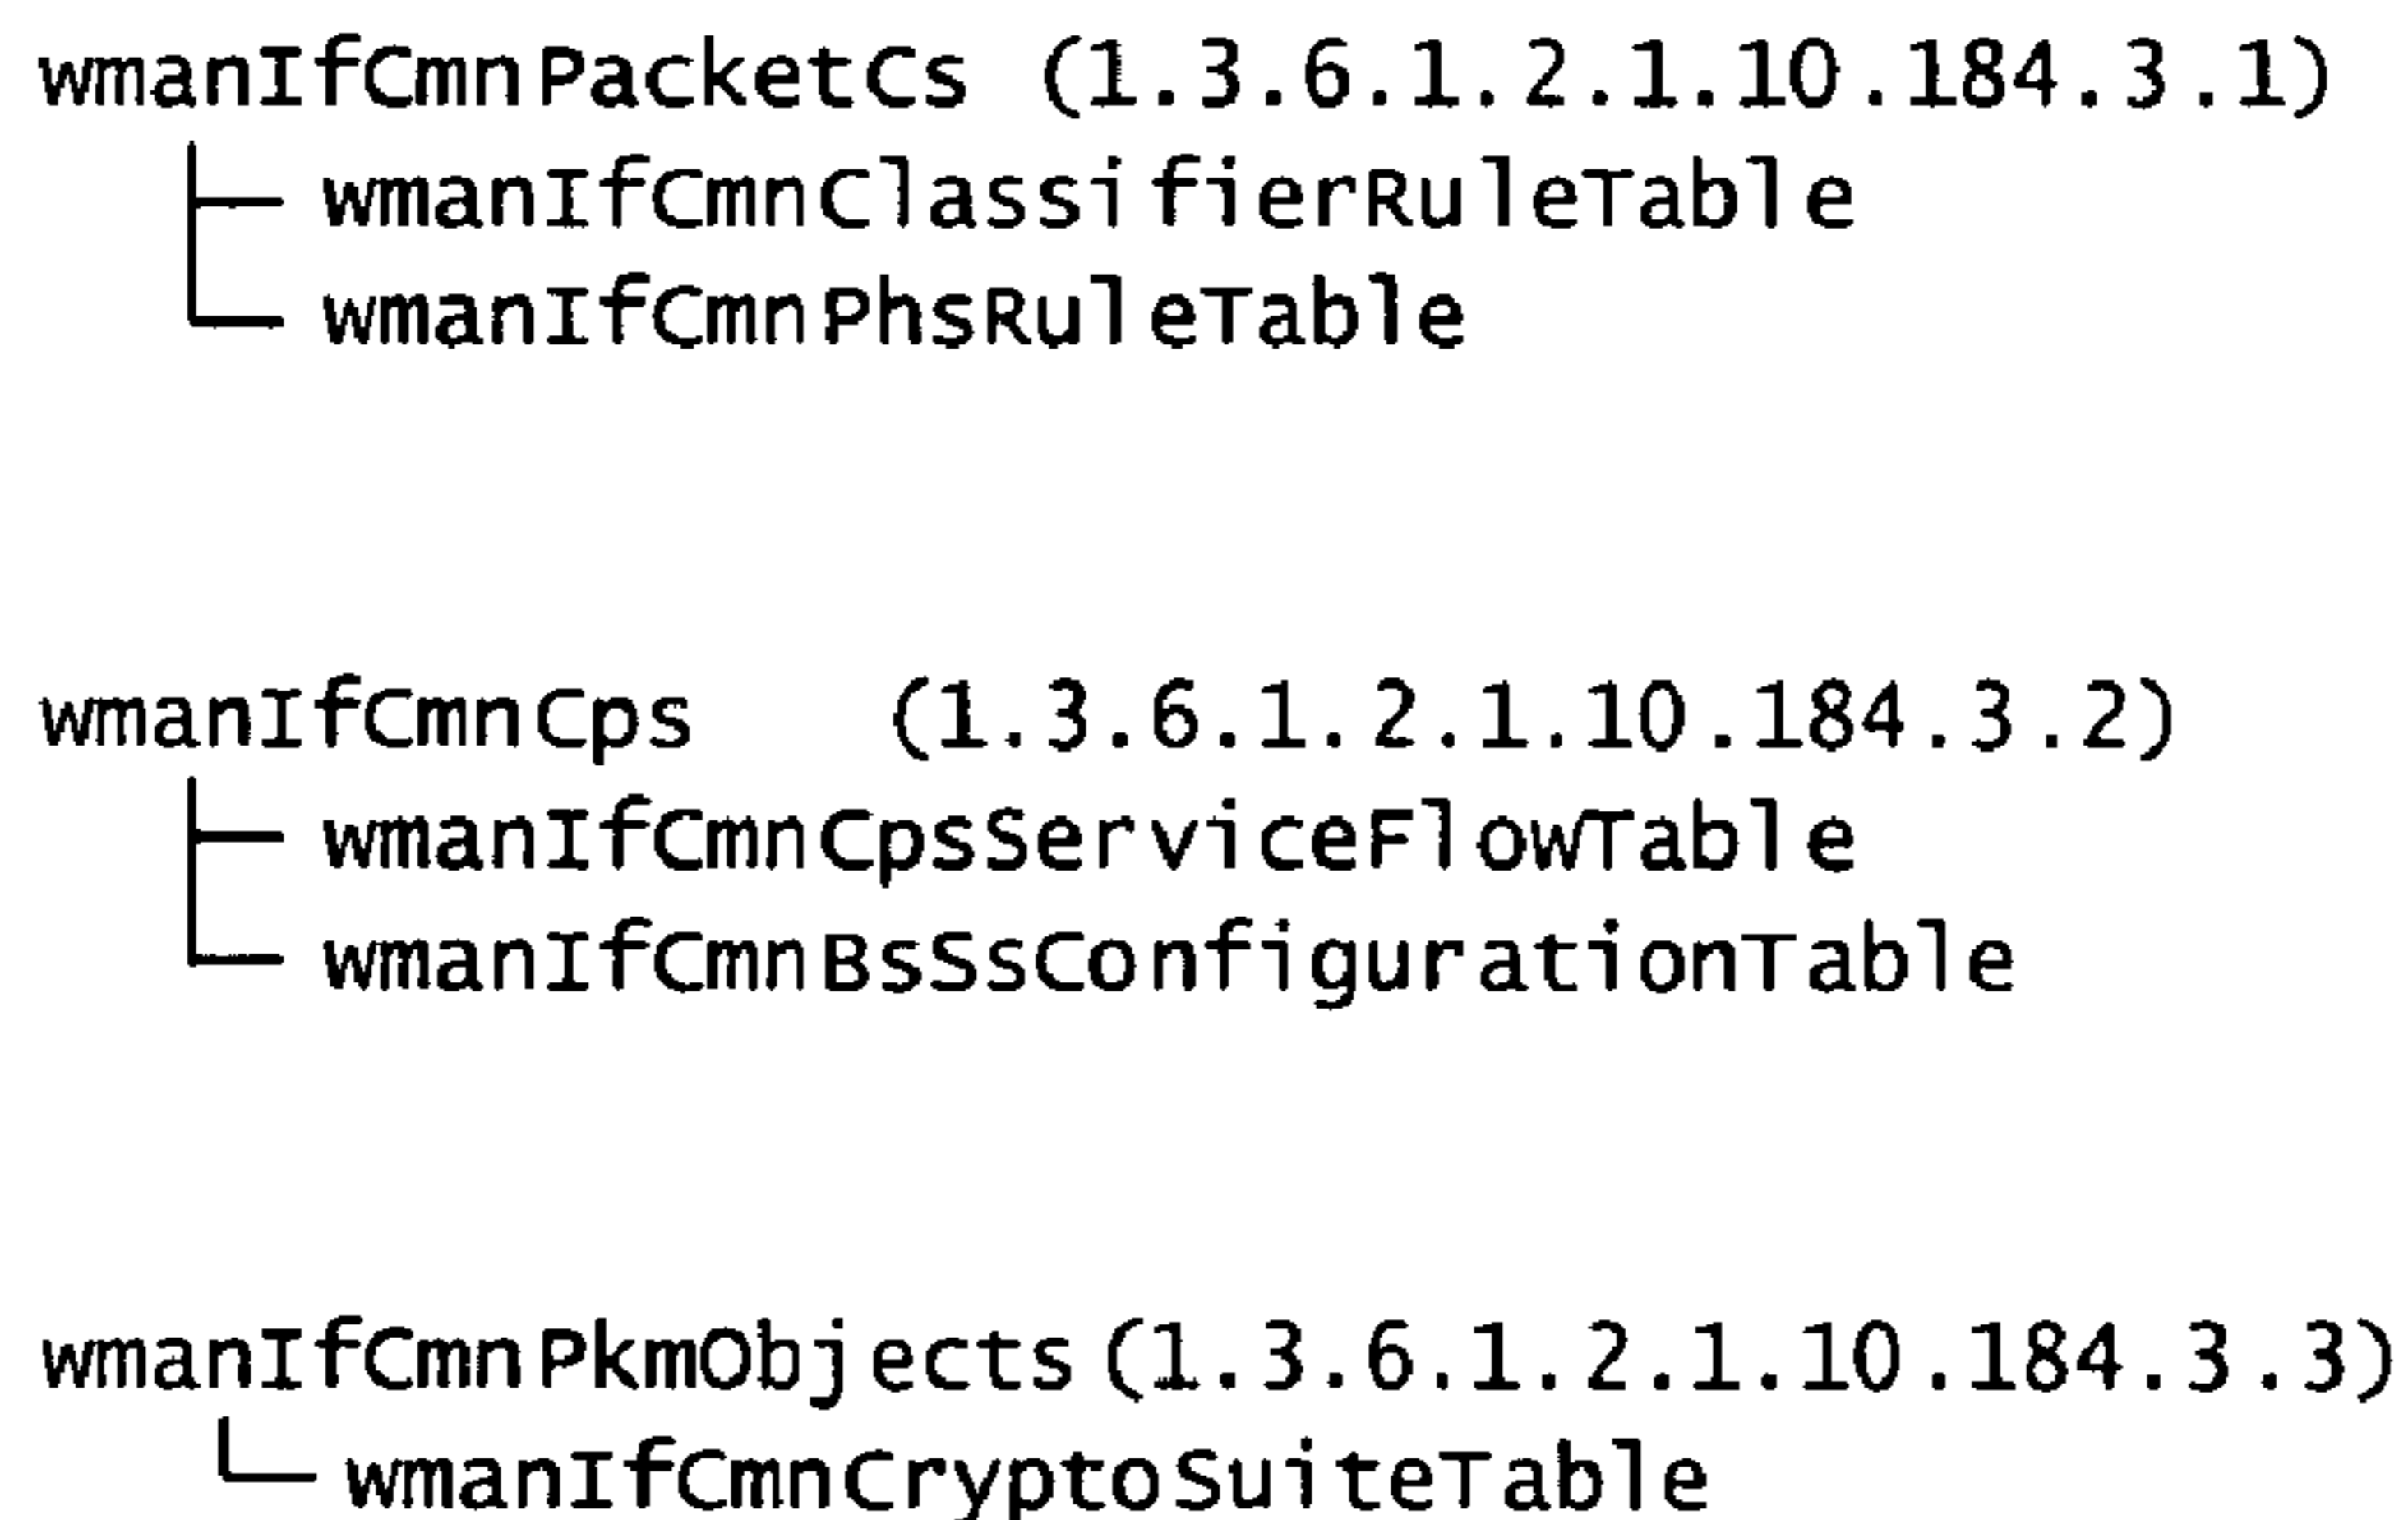 wmanIfCmnPacketCs (1.3.6.1.2.1.10.184.3.1)
wmanIfCmnClassifierRuleTable
wmanIfCmnPhsRuleTable
wmanIfCmnCps (1.3.6.1.2.1.10.184.3.2)
wmanIfCmnCpsServiceFlowTable
wmanIfCmnBsSsConfigurationTable
wmanIfCmnPkmObjects (1.3.6.1.2.1.10.184.3.3)
wmanIfCmnCryptoSuiteTable